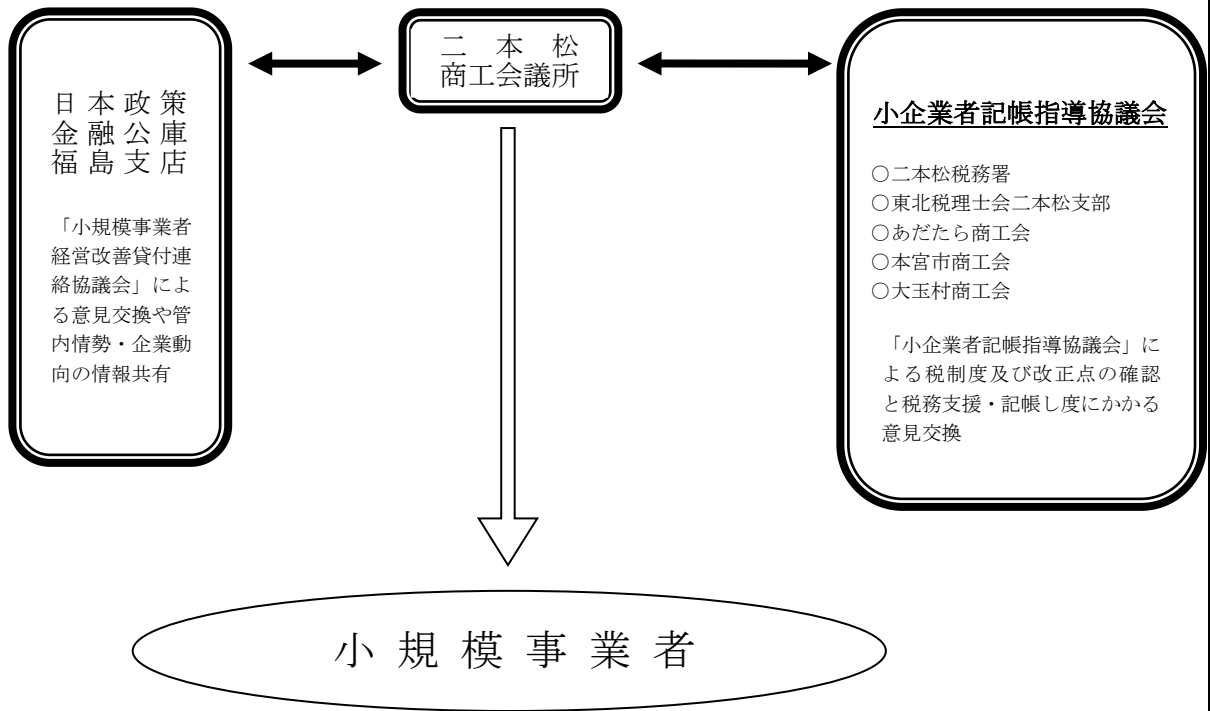 二本松
商工会議所
日本政策
金融公庫
福島支店
「小規模事業者
経営改善貸付連
絡協議会」によ
る意見交換や管
内情勢・企業動
向の情報共有
小企業者記帳指導協議会
○二本松税務署
○東北税理士会二本松支部
○あだたら商工会
○本宮市商工会
○大玉村商工会
「小企業者記帳指導協議会」に
よる税制度及び改正点の確認
と税務支援・記帳し度にかかる
意見交換
小規模事業者